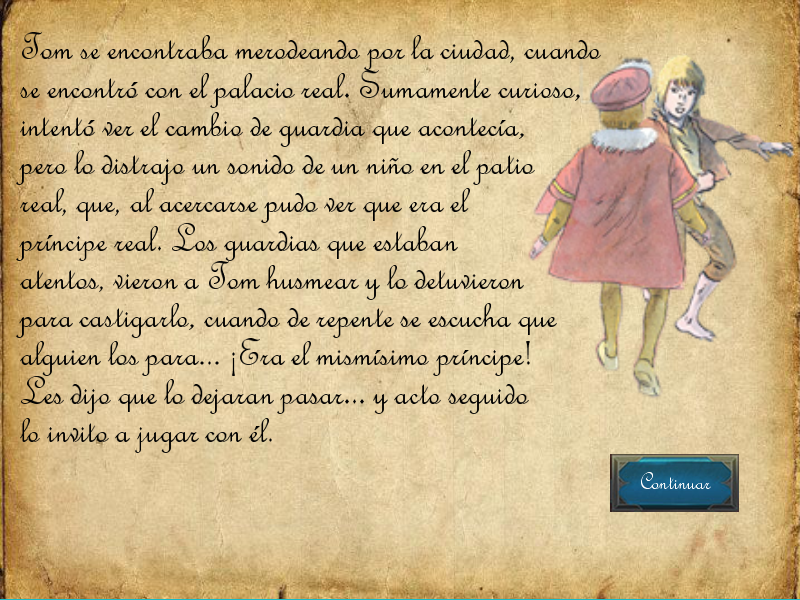 Tom se encontraba merodeando por la ciudad, cuando
se encontró con el palacio real. Sumamente curioso,
intentó ver el cambio de guardia que acontecía,
pero lo distrajo un sonido de un niño en el patio
real, que, al acercarse pudo ver que era el
príncipe real. Los guardias que estaban
atentos, vieron a Tom husmear y lo detuvieron
para castigarlo, cuando de repente se escucha que
alguien los para... ¡Era el mismísimo príncipe!
Les dijo que lo dejaran pasar... y acto seguido
lo invito a jugar con él.
Continuar